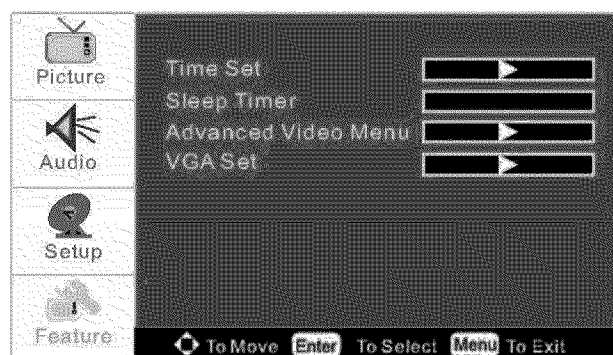 Picture
Audio
Setup
Feature
Time Set
Sleep Timer
Advanced Video Menu
VGA Set
To Move Enter To Select Menu To Exit